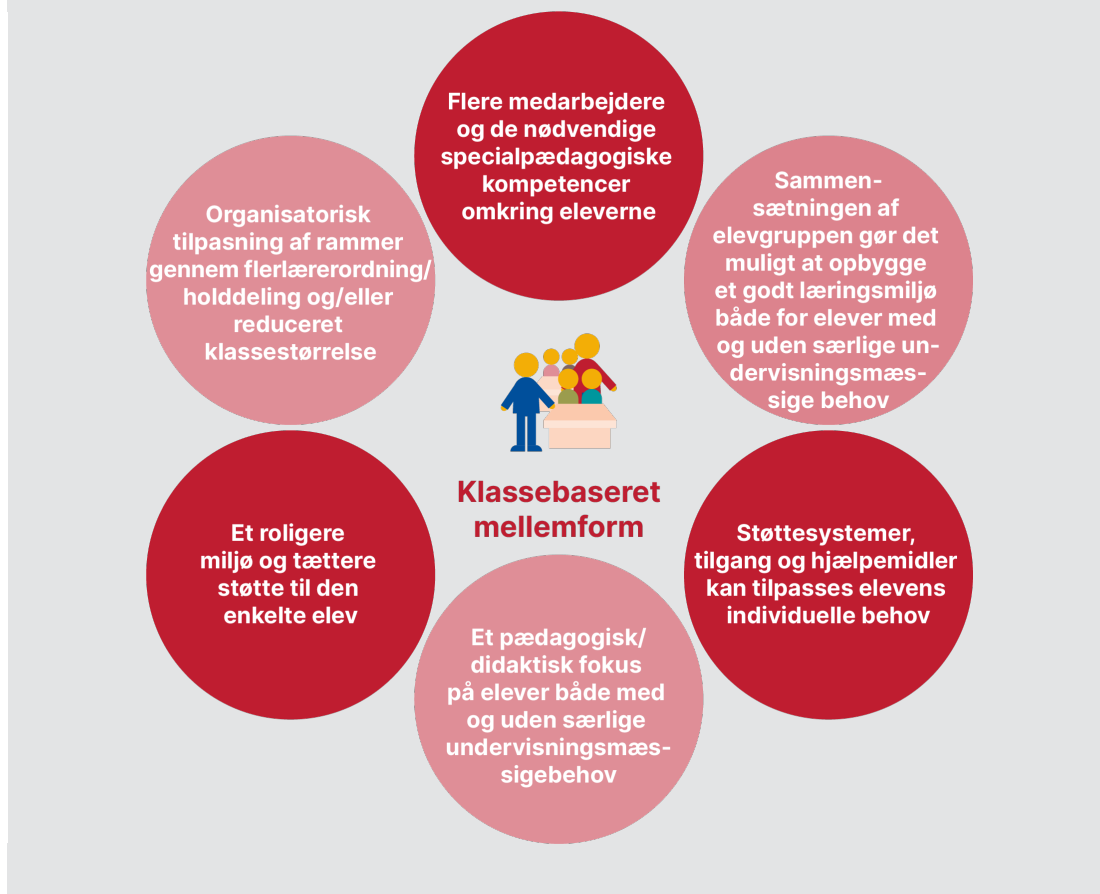 Flere medarbejdere
og de nødvendige
specialpædagogiske
kompetencer
omkring eleverne
Sammen-
sætningen af
elevgruppen gør det
muligt at opbygge
et godt læringsmiljø
både for elever med
og uden særlige un-
dervisningsmæs-
sige behov
Organisatorisk
tilpasning af rammer
gennem flerlærerordning/
holddeling og/eller
reduceret
klassestørrelse
Klassebaseret
mellemform
Et roligere
miljø og tættere
støtte til den
enkelte elev
Støttesystemer,
tilgang og hjælpemidler
kan tilpasses elevens
individuelle behov
Et pædagogisk/
didaktisk fokus
på elever både med
og uden særlige
undervisningsmæs-
sigebehov